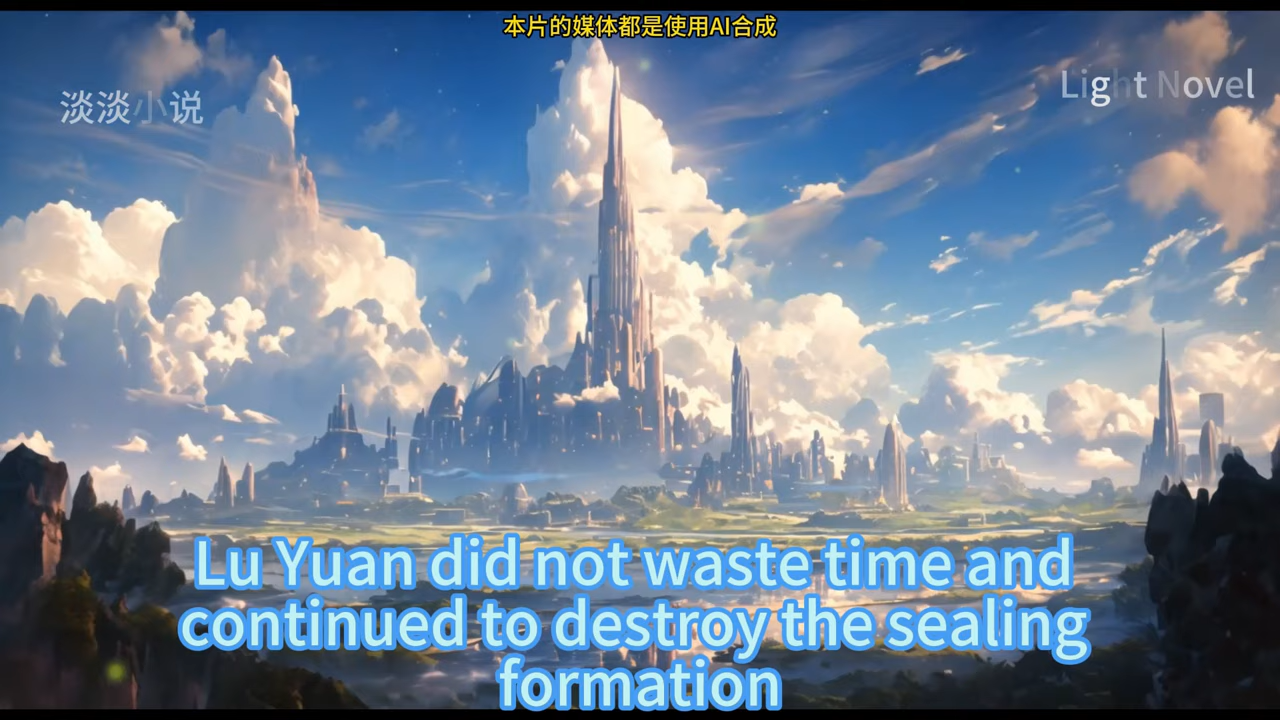 本片的媒体都是使用AI合成
淡淡小说
Light Novel
Lu Yuan did not waste time and
continued to destroy the sealing
formation